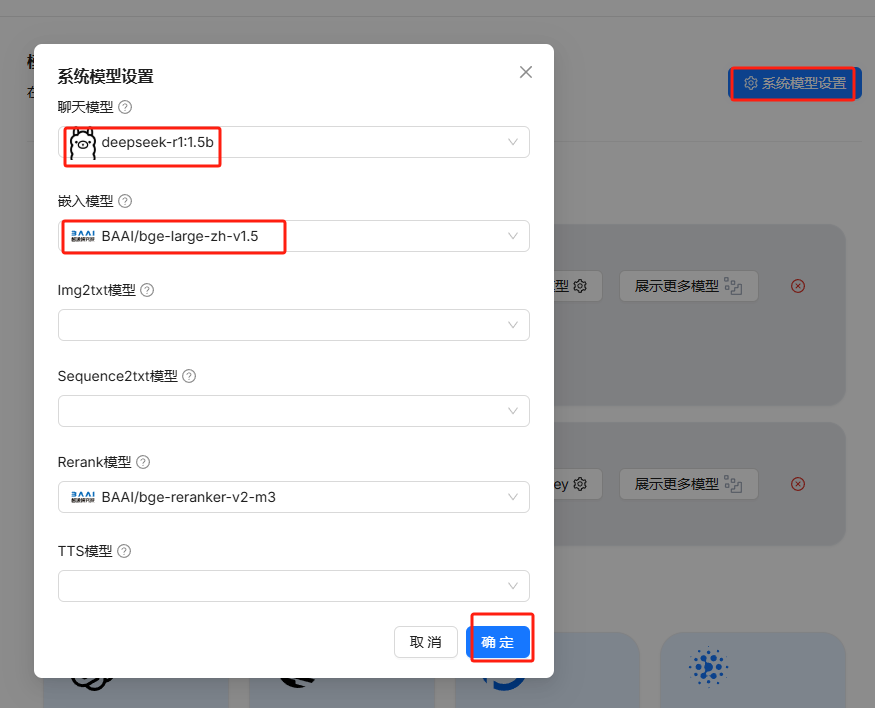 系统模型设置
系统模型设置
聊天模型
deepseek-r1:1.5b
嵌入模型
BAAI BAAI/bge-large-zh-v1.5
Img2txt模型
型
展示更多模型
Sequence2txt模型
Rerank模型
BAAI BAAI/bge-reranker-v2-m3
ey
展示更多模型
TTS模型
取消
确定